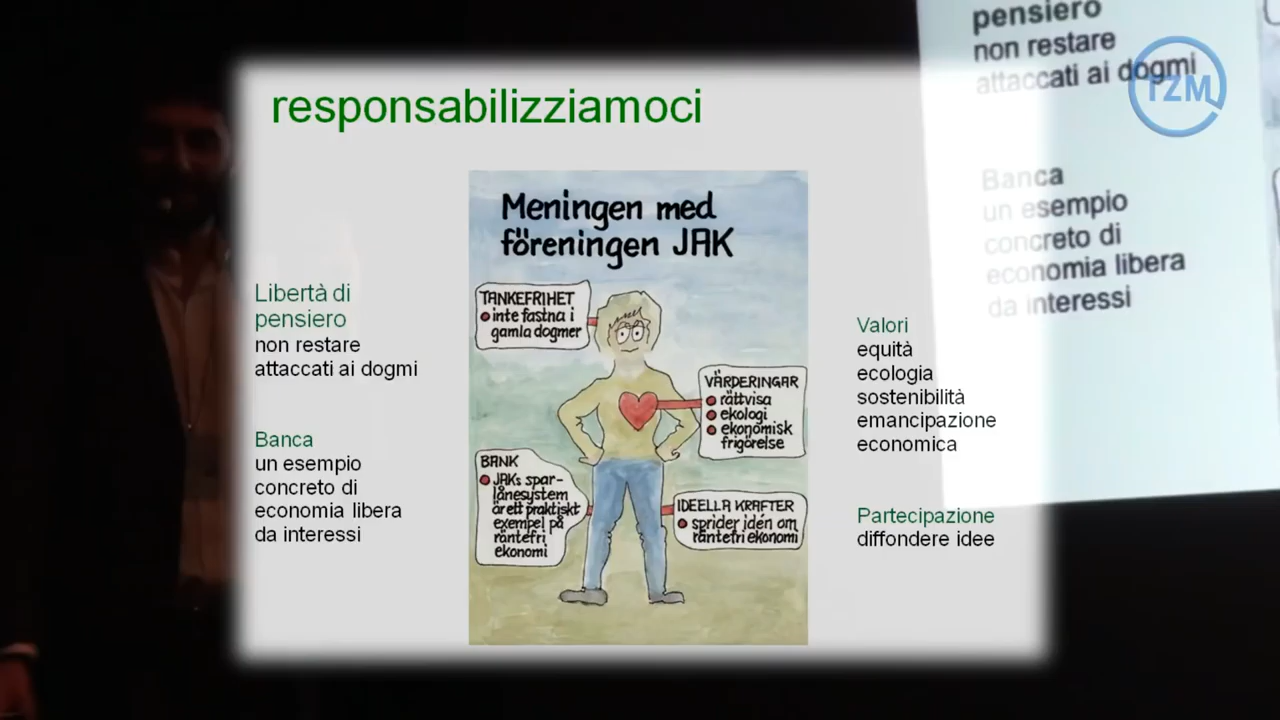 responsabilizziamoci
Libertà di
pensiero
non restare
attaccati ai dogmi
Banca
un esempio
concreto di
economia libera
da interessi
Meningen med
föreningen JAK
TANKEFRIHET
inte fastna i
gamla dogmer
VÄRDERINGAR
rättvisa
ekologi
ekonomisk
frigörelse
BANK
JAKs spar-
lånesystem
är ett praktiskt
exempel på
räntefri
ekonomi
IDEELLA KRAFTER
sprider idén om
räntefri ekonomi
Valori
equità
ecologia
sostenibilità
emancipazione
economica
Partecipazione
diffondere idee
pensiero
non restare
attaccati ai dogmi
Banca
un esempio
concreto di
economia libera
da interessi
TZM